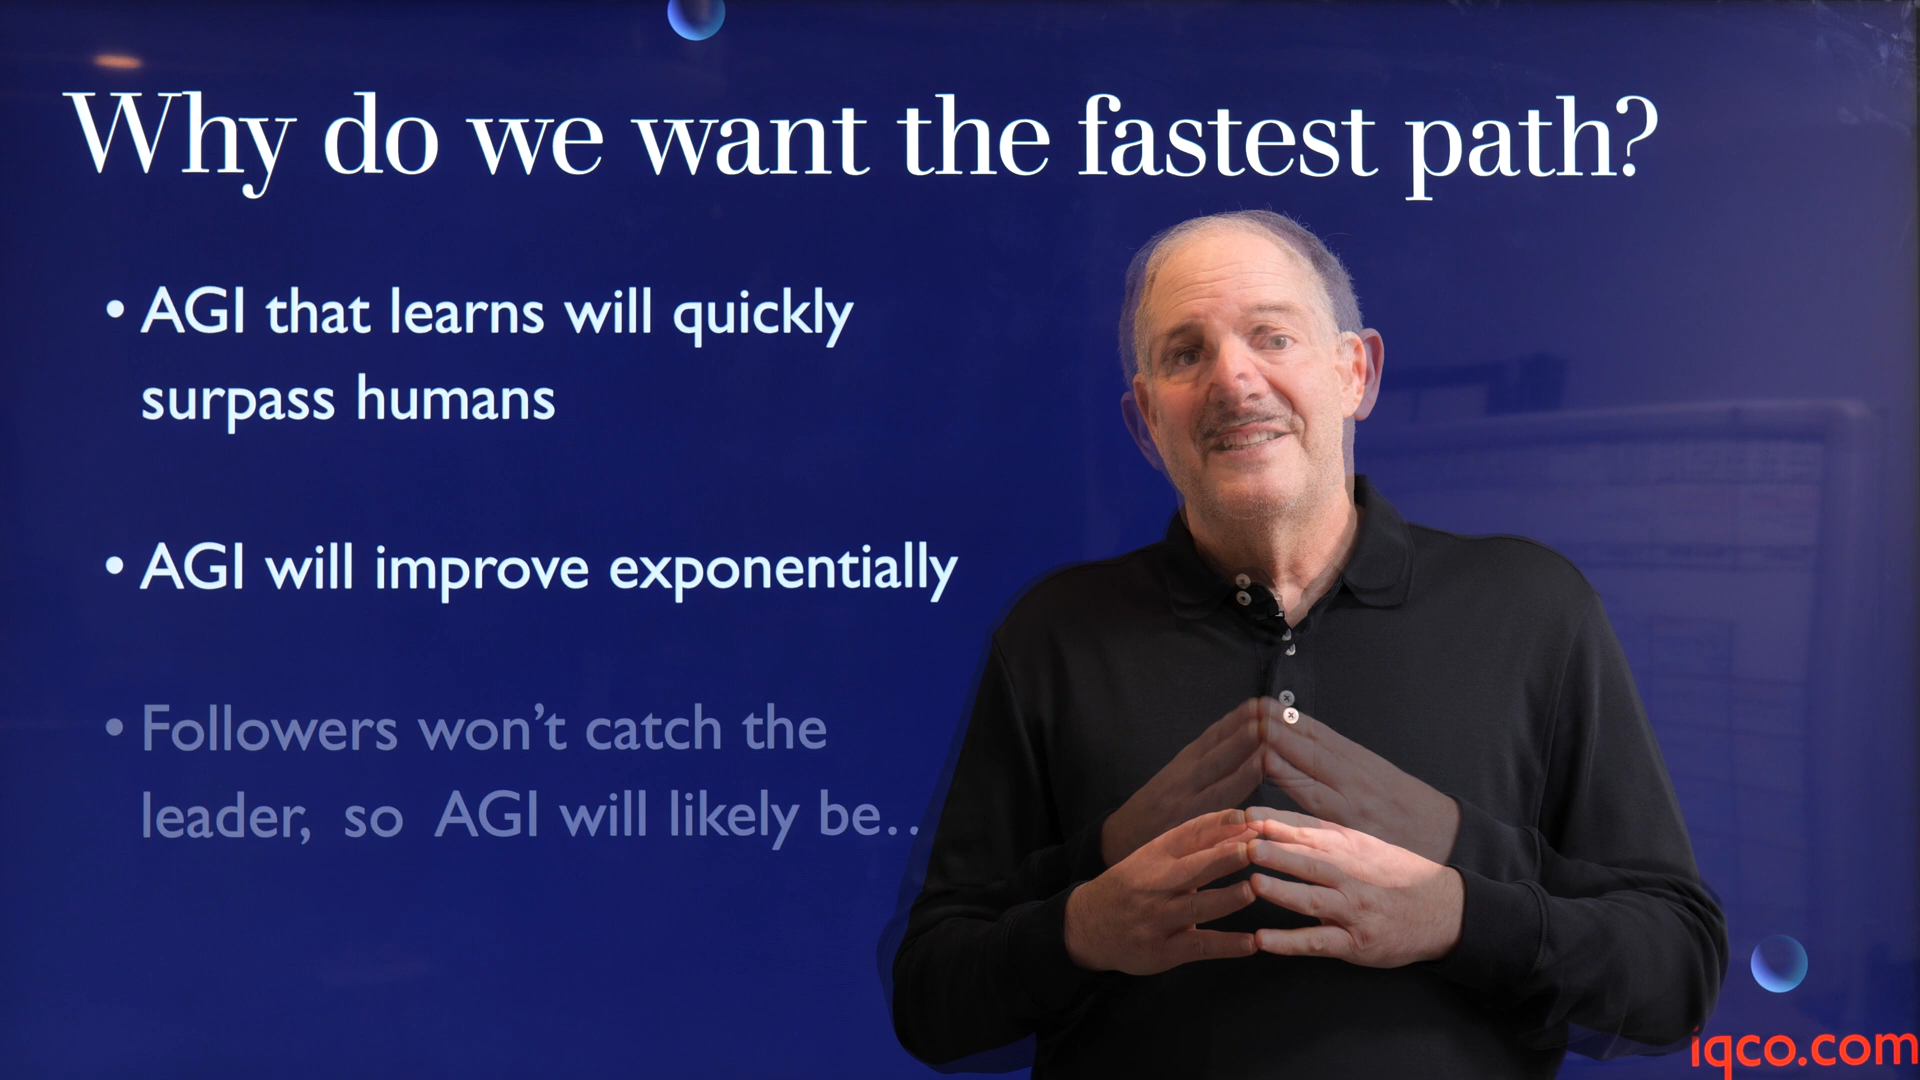 Why do we want the fastest path?
• AGI that learns will quickly
surpass humans
• AGI will improve exponentially
• Followers won’t catch the
leader, so AGI will likely be..
iqco.com